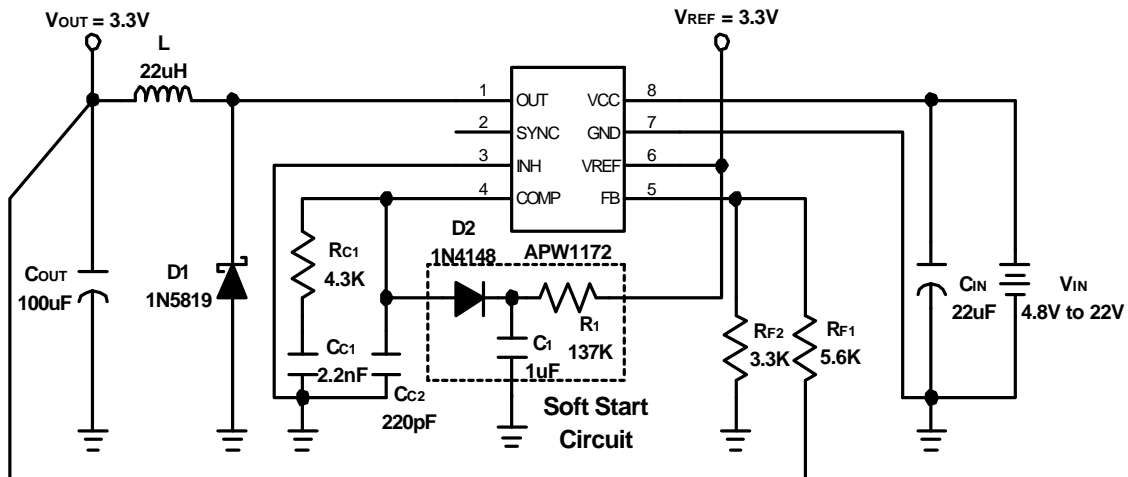 VOUT = 3.3V
VREF = 3.3V
L
22uH
1
OUT
VCC
8
2
SYNC
GND
7
3
INH
VREF
6
4
COMP
FB
5
D2
1N4148
APW1172
RC1
4.3K
COUT
100uF
D1
1N5819
CIN
22uF
VIN
4.8V to 22V
R1
137K
C1
1uF
RF2
3.3K
RF1
5.6K
CC1
2.2nF
CC2
220pF
Soft Start
Circuit